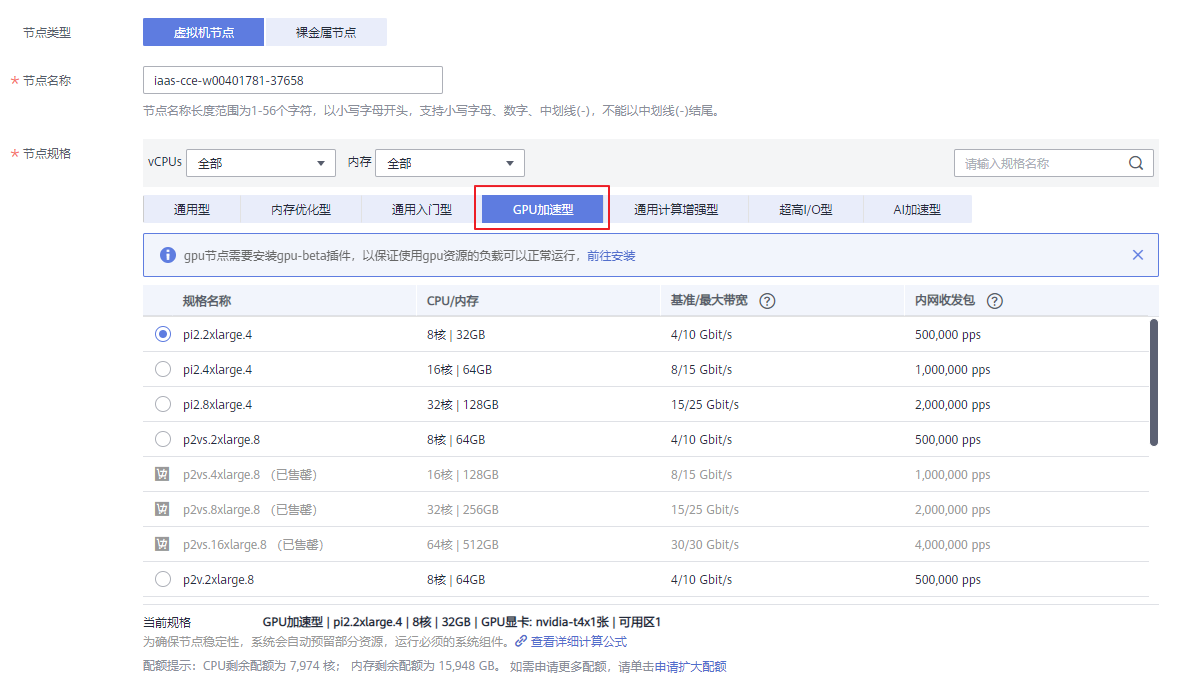 节点类型 虚拟机节点 裸金属节点
* 节点名称 iaas-cce-w00401781-37658
节点名称长度范围为1-56个字符，以小写字母开头，支持小写字母、数字、中划线(-)，不能以中划线(-)结尾。
* 节点规格 vCPUs 全部 内存 全部 请输入规格名称
通用型 内存优化型 通用入门型 GPU加速型 通用计算增强型 超高I/O型 AI加速型
gpu节点需要安装gpu-beta插件，以保证使用gpu资源的负载可以正常运行，前往安装
规格名称 CPU/内存 基准/最大带宽 ? 内网收发包 ?
pi2.2xlarge.4 8核 | 32GB 4/10 Gbit/s 500,000 pps
pi2.4xlarge.4 16核 | 64GB 8/15 Gbit/s 1,000,000 pps
pi2.8xlarge.4 32核 | 128GB 15/25 Gbit/s 2,000,000 pps
p2vs.2xlarge.8 8核 | 64GB 4/10 Gbit/s 500,000 pps
p2vs.4xlarge.8 （已售罄） 16核 | 128GB 8/15 Gbit/s 1,000,000 pps
p2vs.8xlarge.8 （已售罄） 32核 | 256GB 15/25 Gbit/s 2,000,000 pps
p2vs.16xlarge.8 （已售罄） 64核 | 512GB 30/30 Gbit/s 4,000,000 pps
p2v.2xlarge.8 8核 | 64GB 4/10 Gbit/s 500,000 pps
当前规格 GPU加速型 | pi2.2xlarge.4 | 8核 | 32GB | GPU显卡: nvidia-t4x1张 | 可用区1
为确保节点稳定性，系统会自动预留部分资源，运行必须的系统组件。 查看详细计算公式
配额提示：CPU剩余配额为 7,974 核； 内存剩余配额为 15,948 GB。 如需申请更多配额，请单击申请扩大配额